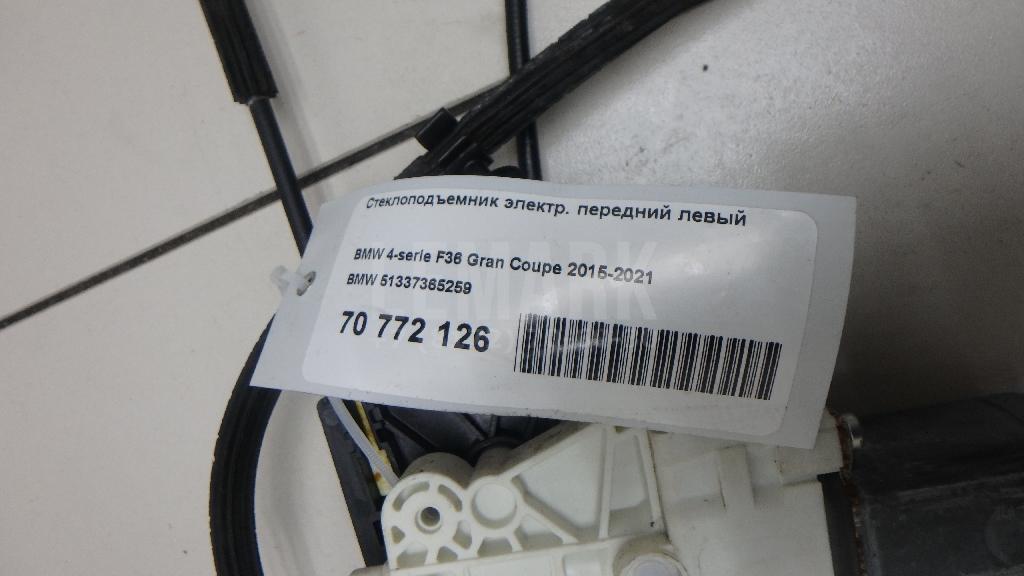 Стеклоподъемник электр. передний левый
BMW 4-serie F36 Gran Coupe 2015-2021
BMW 51337365259
70 772 126